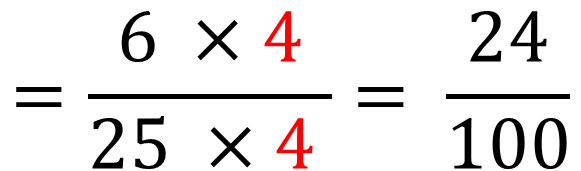 = 6 × 4 / 25 × 4 = 24 / 100